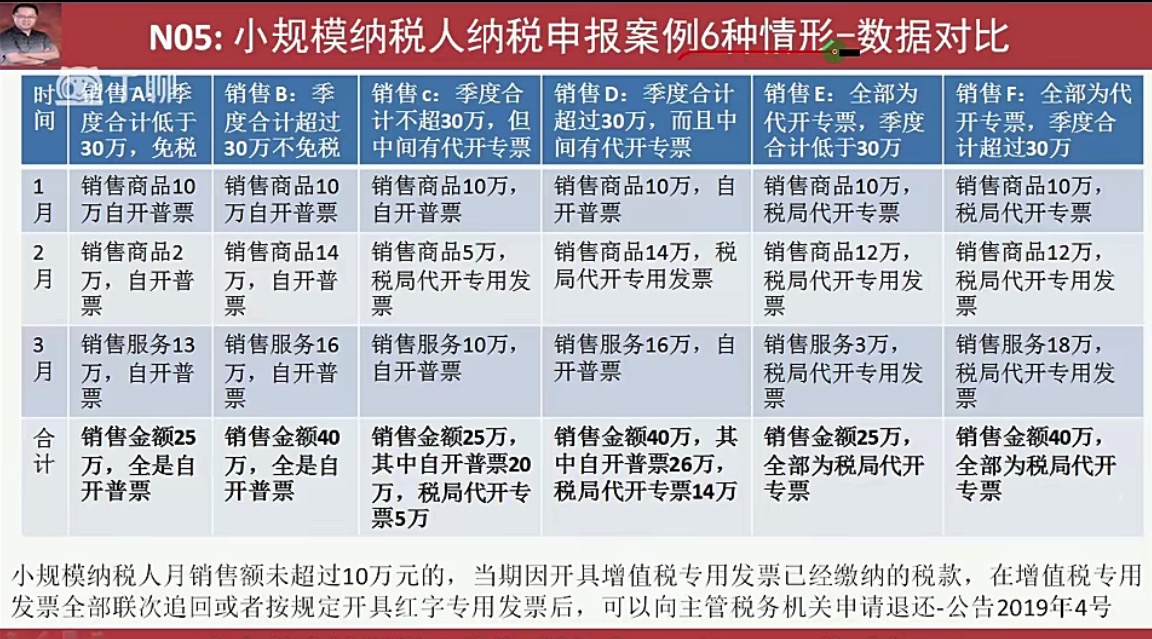 N05: 小规模纳税人纳税申报案例6种情形–数据对比
千聊
时
间
销售A：季
度合计低于
30万，免税
销售 B：季
度合计超过
30万不免税
销售 c：季度合
计不超30万，但
中间有代开专票
销售 D：季度合计
超过30万，而且中
间有代开专票
销售 E：全部为
代开专票，季度
合计低于30万
销售 F：全部为代
开专票，季度合
计超过30万
1
月
销售商品10
万自开普票
销售商品10
万自开普票
销售商品10万，
自开普票
销售商品10万，自
开普票
销售商品10万，
税局代开专票
销售商品10万，
税局代开专票
2
月
销售商品2
万，自开普
票
销售商品14
万，自开普
票
销售商品5万，
税局代开专用发
票
销售商品14万，税
局代开专用发票
销售商品12万，
税局代开专用发
票
销售商品12万，
税局代开专用发
票
3
月
销售服务13
万，自开普
票
销售服务16
万，自开普
票
销售服务10万，
自开普票
销售服务16万，自
开普票
销售服务3万，
税局代开专用发
票
销售服务18万，
税局代开专用发
票
合
计
销售金额25
万，全是自
开普票
销售金额40
万，全是自
开普票
销售金额25万，
其中自开普票20
万，税局代开专
票5万
销售金额40万，其
中自开普票26万，
税局代开专票14万
销售金额25万，
全部为税局代开
专票
销售金额40万，
全部为税局代开
专票
小规模纳税人月销售额未超过10万元的，当期因开具增值税专用发票已经缴纳的税款，在增值税专用
发票全部联次追回或者按规定开具红字专用发票后，可以向主管税务机关申请退还-公告2019年4号